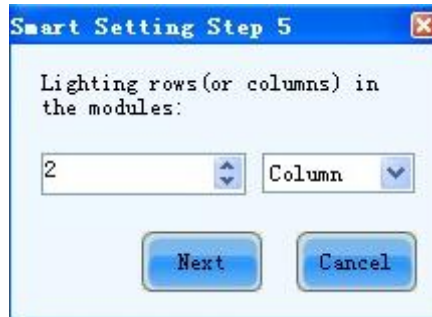 Smart Setting Step 5
Lighting rows(or columns) in
the modules:
2 Column
Next Cancel